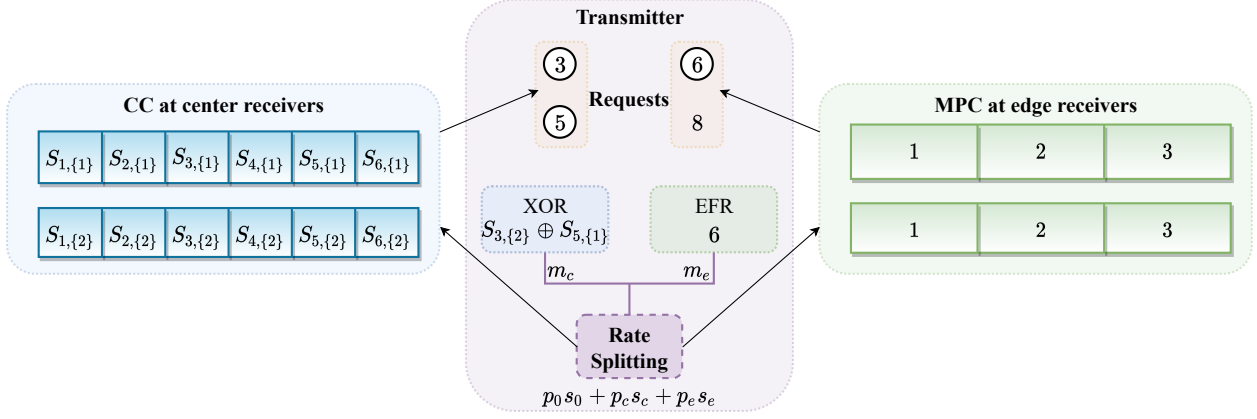 Transmitter
3
6
Requests
5
8
CC at center receivers
S_{1,{1}} S_{2,{1}} S_{3,{1}} S_{4,{1}} S_{5,{1}} S_{6,{1}}
S_{1,{2}} S_{2,{2}} S_{3,{2}} S_{4,{2}} S_{5,{2}} S_{6,{2}}
MPC at edge receivers
1 2 3
1 2 3
XOR
S_{3,{2}} ⊕ S_{5,{1}}
EFR
6
m_c
m_e
Rate
Splitting
p_0 s_0 + p_c s_c + p_e s_e